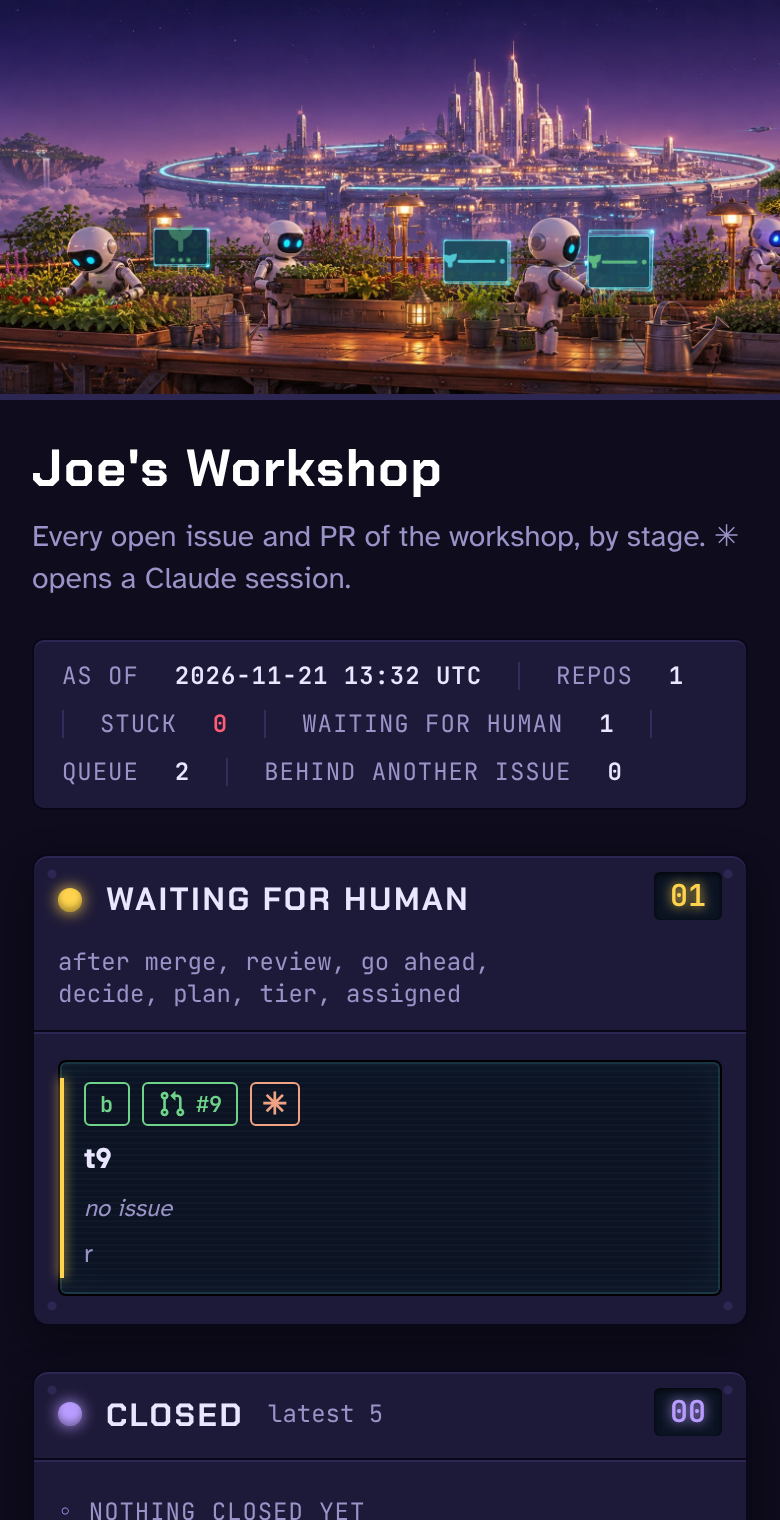 Joe's Workshop
Every open issue and PR of the workshop, by stage. ✳
opens a Claude session.
AS OF 2026-11-21 13:32 UTC | REPOS 1
| STUCK 0 | WAITING FOR HUMAN 1 |
QUEUE 2 | BEHIND ANOTHER ISSUE 0
WAITING FOR HUMAN 01
after merge, review, go ahead,
decide, plan, tier, assigned
b #9 ✳
t9
no issue
r
CLOSED latest 5 00
◦ NOTHING CLOSED YET